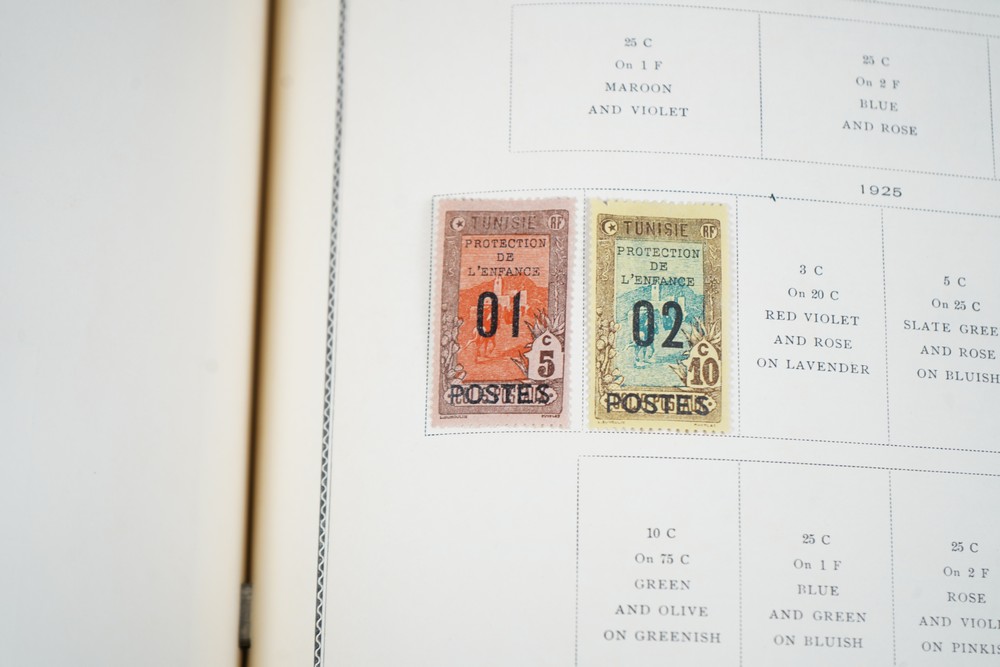 25 C
On 1 F
MAROON
AND VIOLET
25 C
On 2 F
BLUE
AND ROSE
1925
TUNISIE RF
PROTECTION
DE
L'ENFANCE
01
C
5
POSTES
TUNISIE RF
PROTECTION
DE
L'ENFANCE
02
C
10
POSTES
3 C
On 20 C
RED VIOLET
AND ROSE
ON LAVENDER
5 C
On 25 C
SLATE GREE
AND ROSE
ON BLUISH
10 C
On 75 C
GREEN
AND OLIVE
ON GREENISH
25 C
On 1 F
BLUE
AND GREEN
ON BLUISH
25 C
On 2 F
ROSE
AND VIOL
ON PINKIS